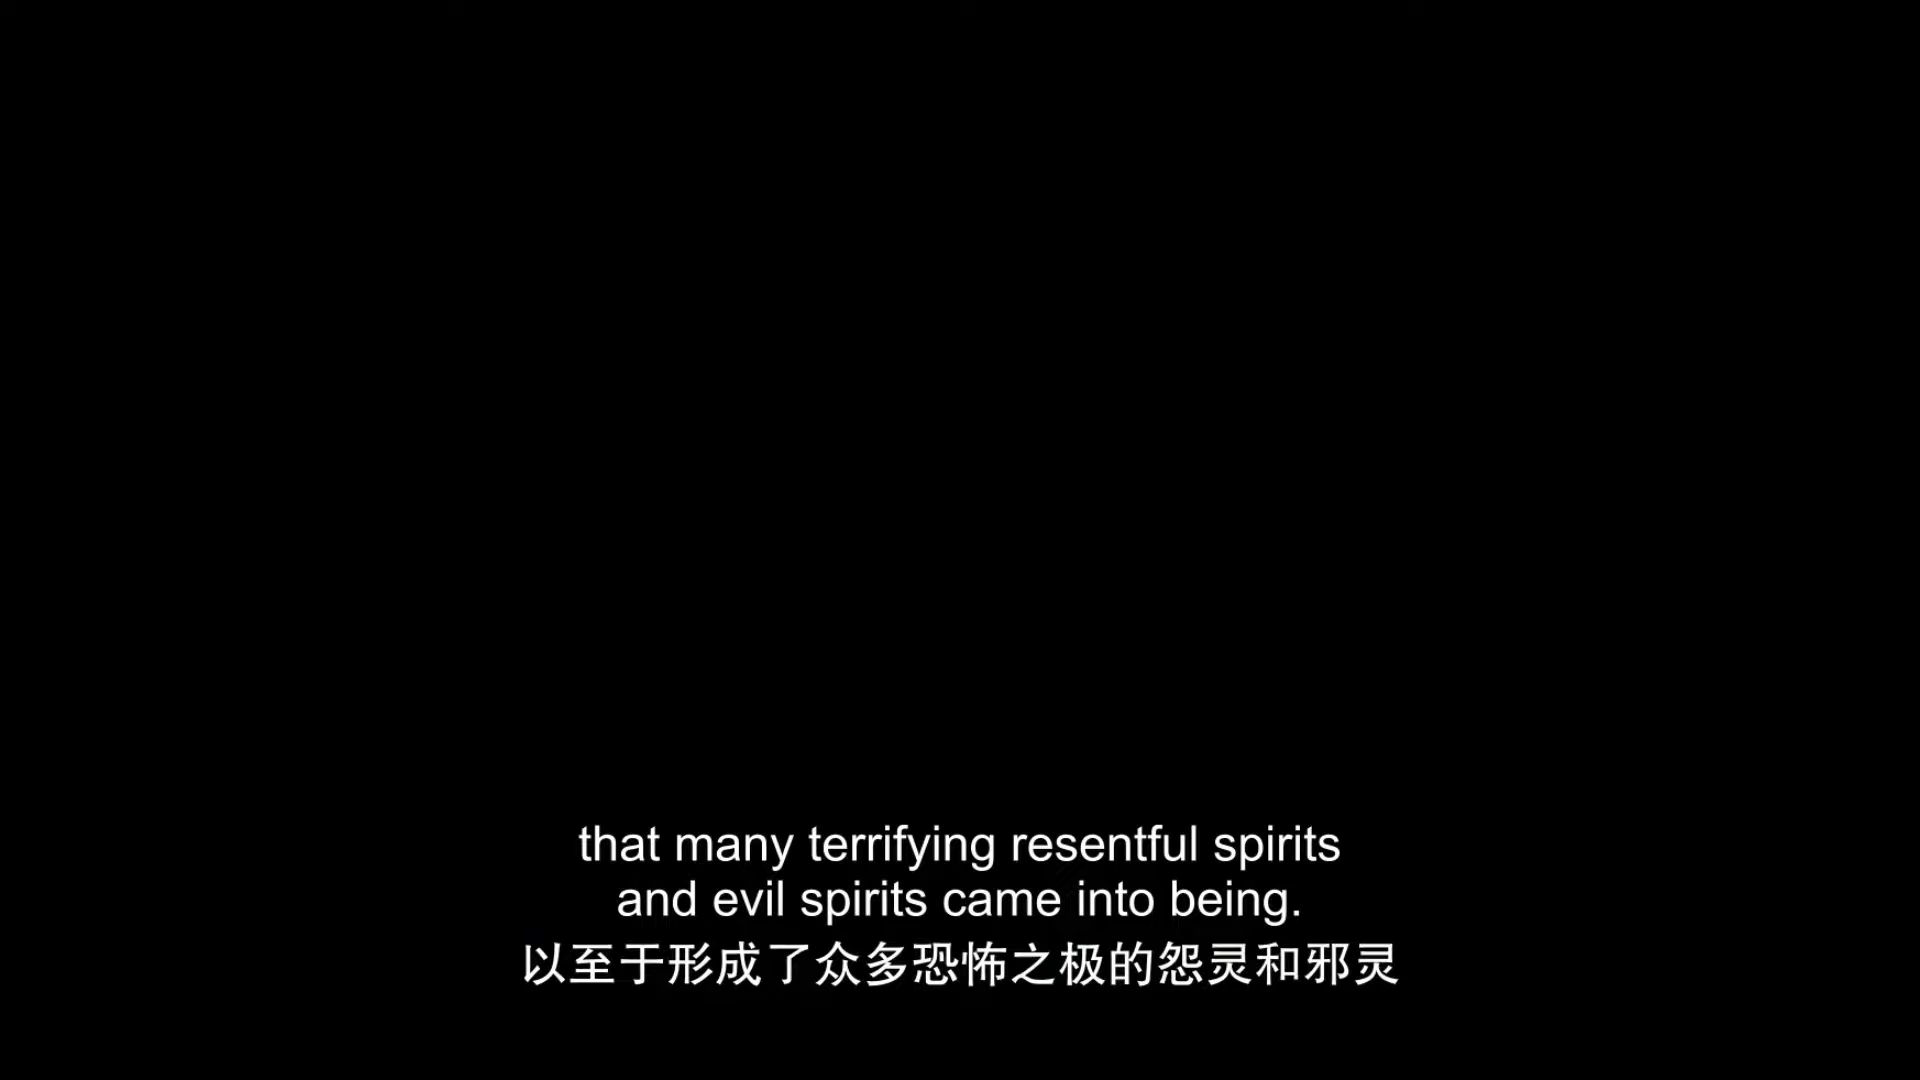 that many terrifying resentful spirits
and evil spirits came into being.
以至于形成了众多恐怖之极的怨灵和邪灵